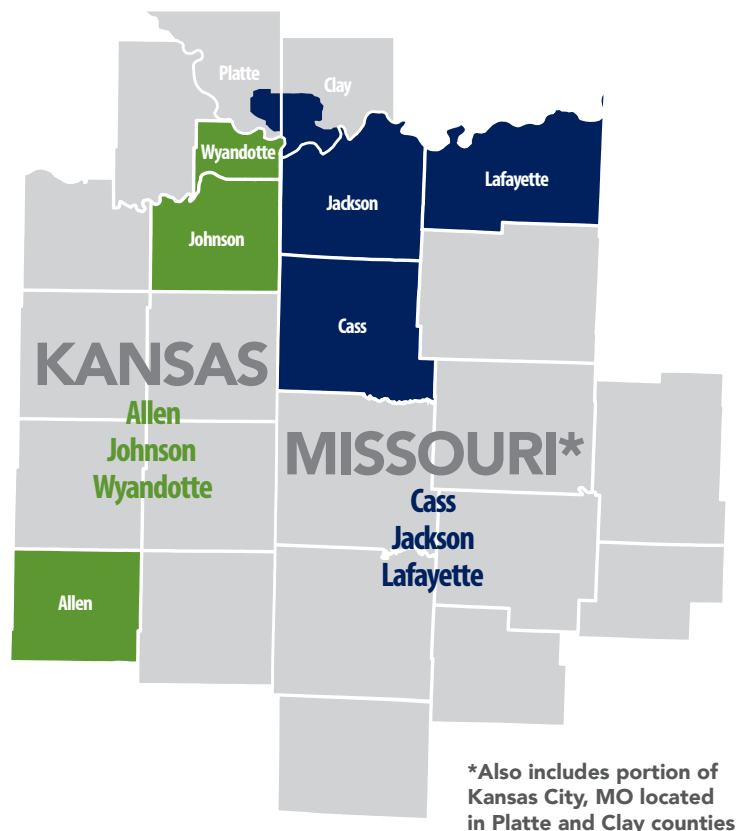 Platte
Clay
Wyandotte
Lafayette
Jackson
Johnson
Cass
KANSAS
Allen
Johnson
Wyandotte
MISSOURI*
Cass
Jackson
Lafayette
Allen
*Also includes portion of
Kansas City, MO located
in Platte and Clay counties